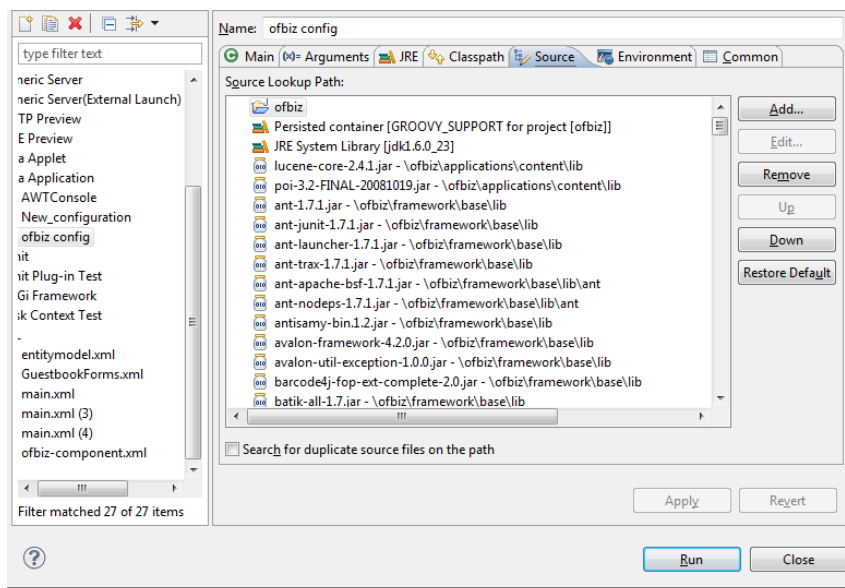 type filter text
neric Server
neric Server(External Launch)
TP Preview
E Preview
a Applet
a Application
AWTConsole
New_configuration
ofbiz config
nit
nit Plug-in Test
Gi Framework
sk Context Test
entitymodel.xml
GuestbookForms.xml
main.xml
main.xml (3)
main.xml (4)
ofbiz-component.xml
Filter matched 27 of 27 items
Name: ofbiz config
Main (x)= Arguments JRE Classpath Source Environment Common
Source Lookup Path:
ofbiz
Persisted container [GROOVY_SUPPORT for project [ofbiz]]
JRE System Library [jdk1.6.0_23]
lucene-core-2.4.1.jar - \ofbiz\applications\content\lib
poi-3.2-FINAL-20081019.jar - \ofbiz\applications\content\lib
ant-1.7.1.jar - \ofbiz\framework\base\lib
ant-junit-1.7.1.jar - \ofbiz\framework\base\lib
ant-launcher-1.7.1.jar - \ofbiz\framework\base\lib
ant-trax-1.7.1.jar - \ofbiz\framework\base\lib
ant-apache-bsf-1.7.1.jar - \ofbiz\framework\base\lib\ant
ant-nodeps-1.7.1.jar - \ofbiz\framework\base\lib\ant
antisamy-bin.1.2.jar - \ofbiz\framework\base\lib
avalon-framework-4.2.0.jar - \ofbiz\framework\base\lib
avalon-util-exception-1.0.0.jar - \ofbiz\framework\base\lib
barcode4j-fop-ext-complete-2.0.jar - \ofbiz\framework\base\lib
batik-all-1.7.jar - \ofbiz\framework\base\lib
Add...
Edit...
Remove
Up
Down
Restore Default
Search for duplicate source files on the path
Apply Revert
Run Close